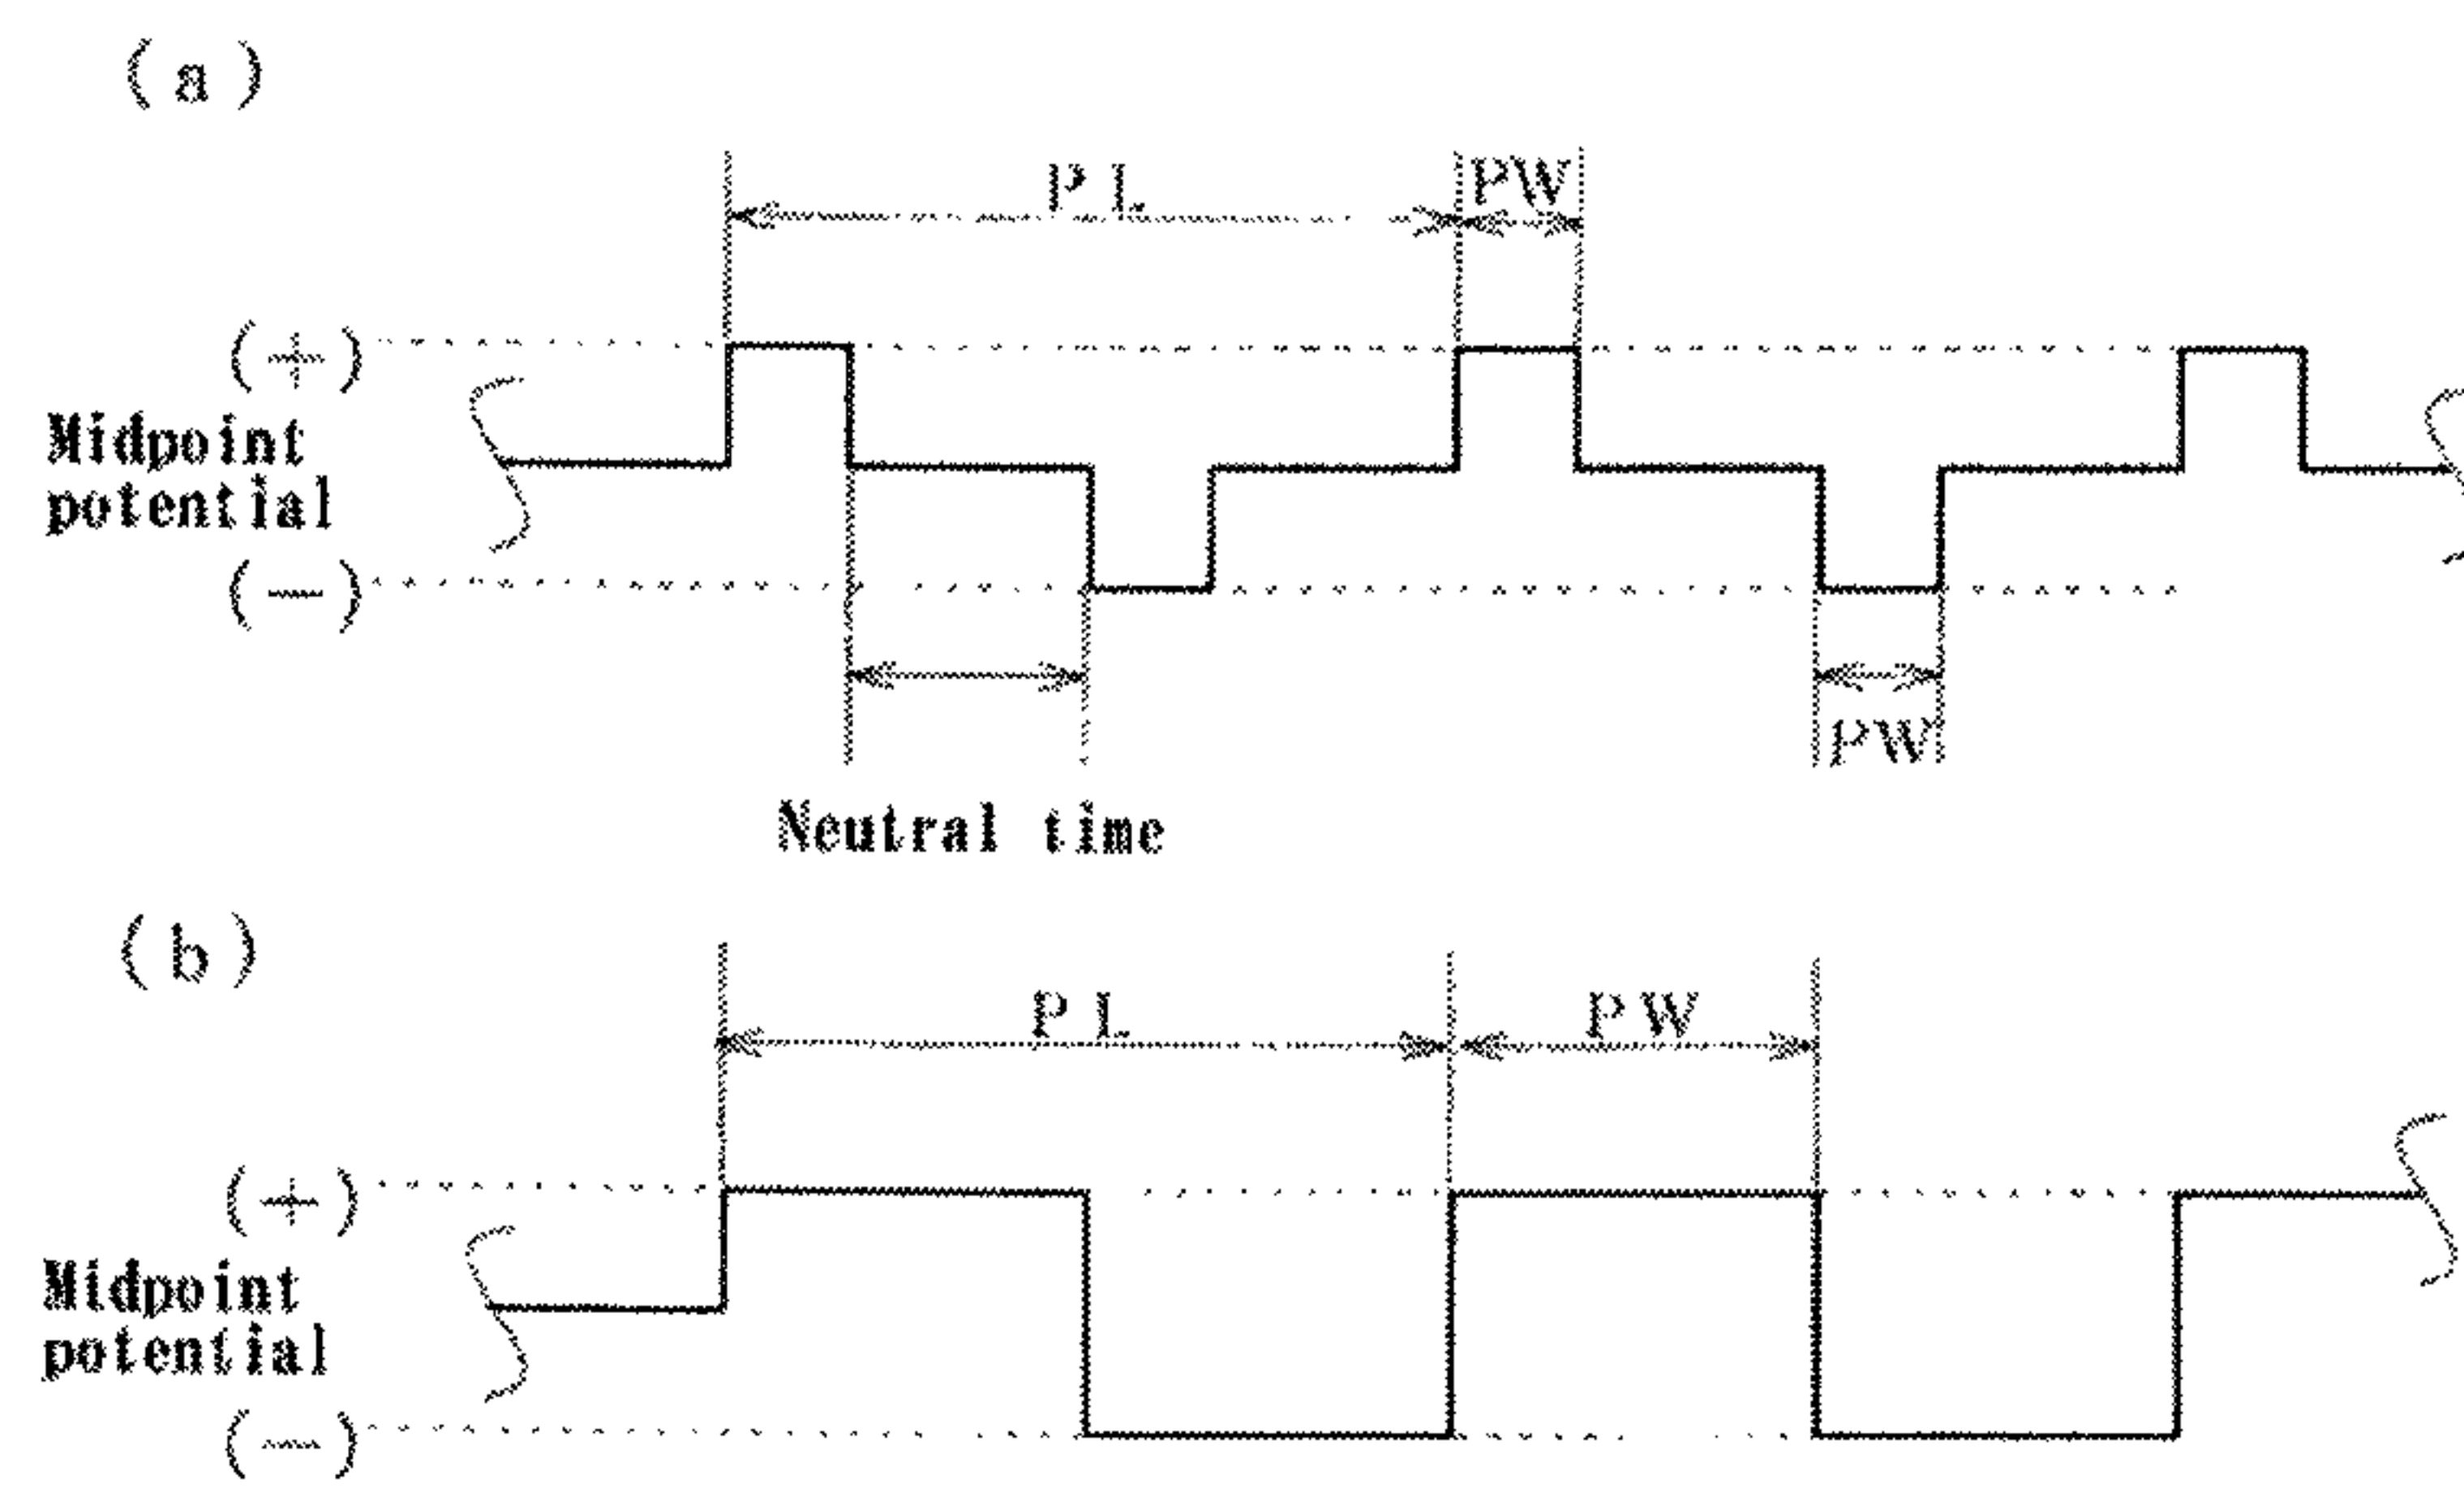 (a)
PL
PW
(+)
Midpoint
potential
(—)
PW
Neutral time
(b)
PL
PW
(+)
Midpoint
potential
(—)